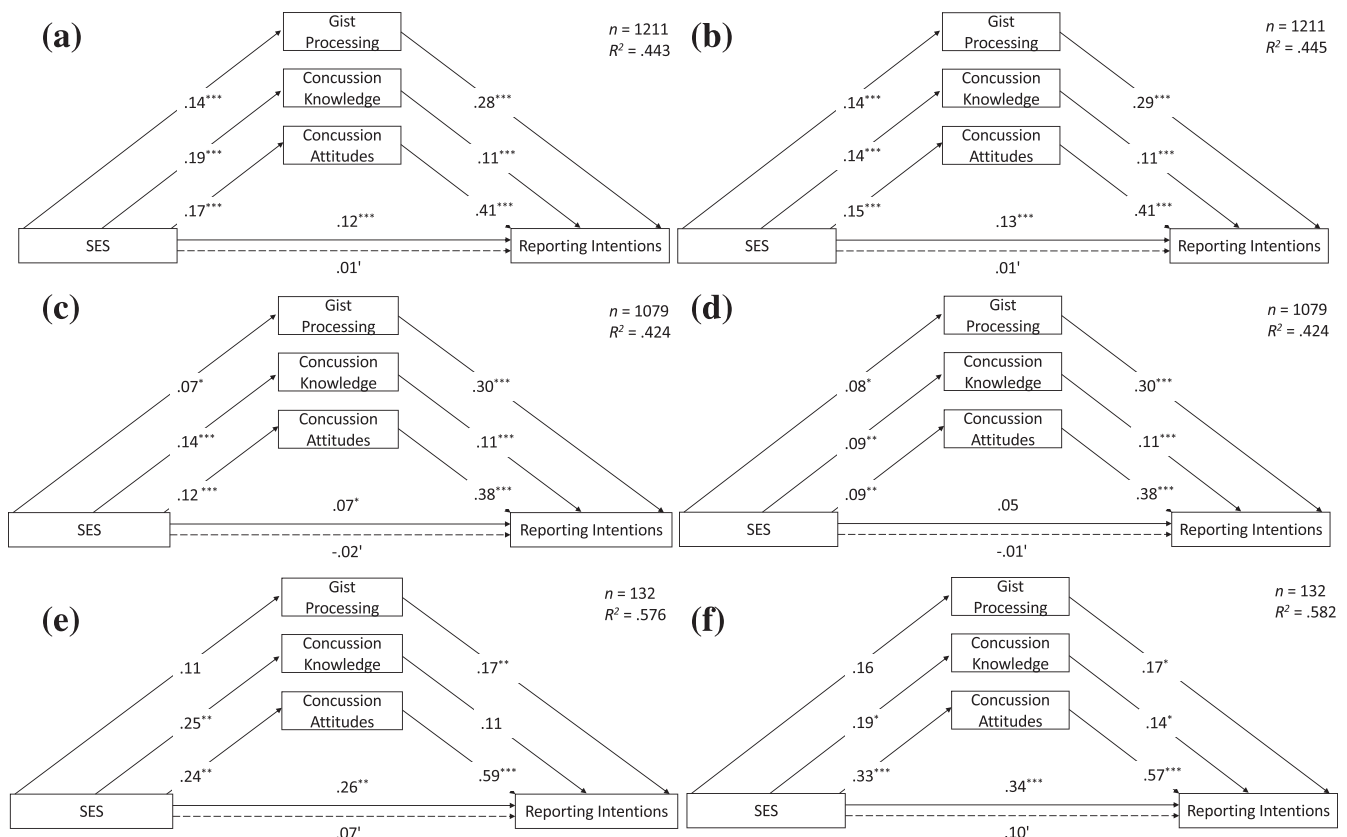 (a)
Gist
Processing
n = 1211
R² = .443
Concussion
Knowledge
.14***
.28***
Concussion
Attitudes
.19***
.11***
.17***
.12***
.41***
SES
Reporting Intentions
.01'
(b)
Gist
Processing
n = 1211
R² = .445
Concussion
Knowledge
.14***
.29***
Concussion
Attitudes
.14***
.11***
.15***
.13***
.41***
SES
Reporting Intentions
.01'
(c)
Gist
Processing
n = 1079
R² = .424
Concussion
Knowledge
.07*
.30***
Concussion
Attitudes
.14***
.11***
.12***
.07*
.38***
SES
Reporting Intentions
-.02'
(d)
Gist
Processing
n = 1079
R² = .424
Concussion
Knowledge
.08*
.30***
Concussion
Attitudes
.09**
.11***
.09**
.05
.38***
SES
Reporting Intentions
-.01'
(e)
Gist
Processing
n = 132
R² = .576
Concussion
Knowledge
.11
.17**
Concussion
Attitudes
.25**
.11
.24**
.26**
.59***
SES
Reporting Intentions
.07'
(f)
Gist
Processing
n = 132
R² = .582
Concussion
Knowledge
.16
.17*
Concussion
Attitudes
.19*
.14*
.33***
.34***
.57***
SES
Reporting Intentions
.10'